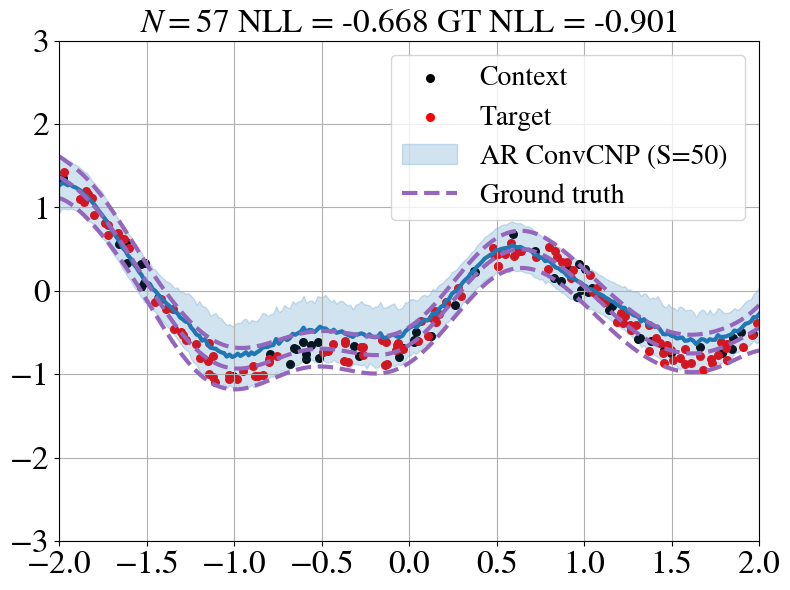 N = 57 NLL = -0.668 GT NLL = -0.901
Context
Target
AR ConvCNP (S=50)
Ground truth
3
2
1
0
−1
−2
−3
−2.0 −1.5 −1.0 −0.5 0.0 0.5 1.0 1.5 2.0